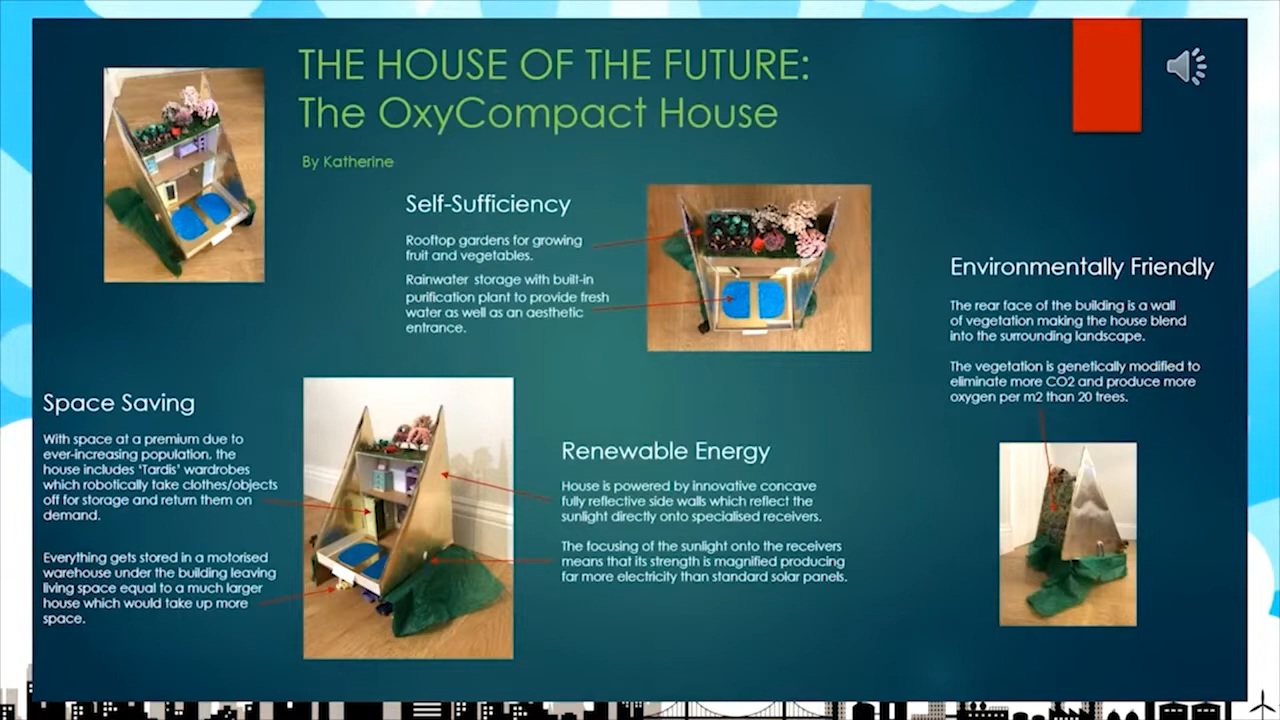 THE HOUSE OF THE FUTURE:
The OxyCompact House
By Katherine
Self-Sufficiency
Rooftop gardens for growing
fruit and vegetables.
Rainwater storage with built-in
purification plant to provide fresh
water as well as an aesthetic
entrance.
Environmentally Friendly
The rear face of the building is a wall
of vegetation making the house blend
into the surrounding landscape.
The vegetation is genetically modified to
eliminate more CO2 and produce more
oxygen per m2 than 20 trees.
Space Saving
With space at a premium due to
ever-increasing population, the
house includes 'Tardis' wardrobes
which robotically take clothes/objects
off for storage and return them on
demand.
Everything gets stored in a motorised
warehouse under the building leaving
living space equal to a much larger
house which would take up more
space.
Renewable Energy
House is powered by innovative concave
fully reflective side walls which reflect the
sunlight directly onto specialised receivers.
The focusing of the sunlight onto the receivers
means that its strength is magnified producing
far more electricity than standard solar panels.